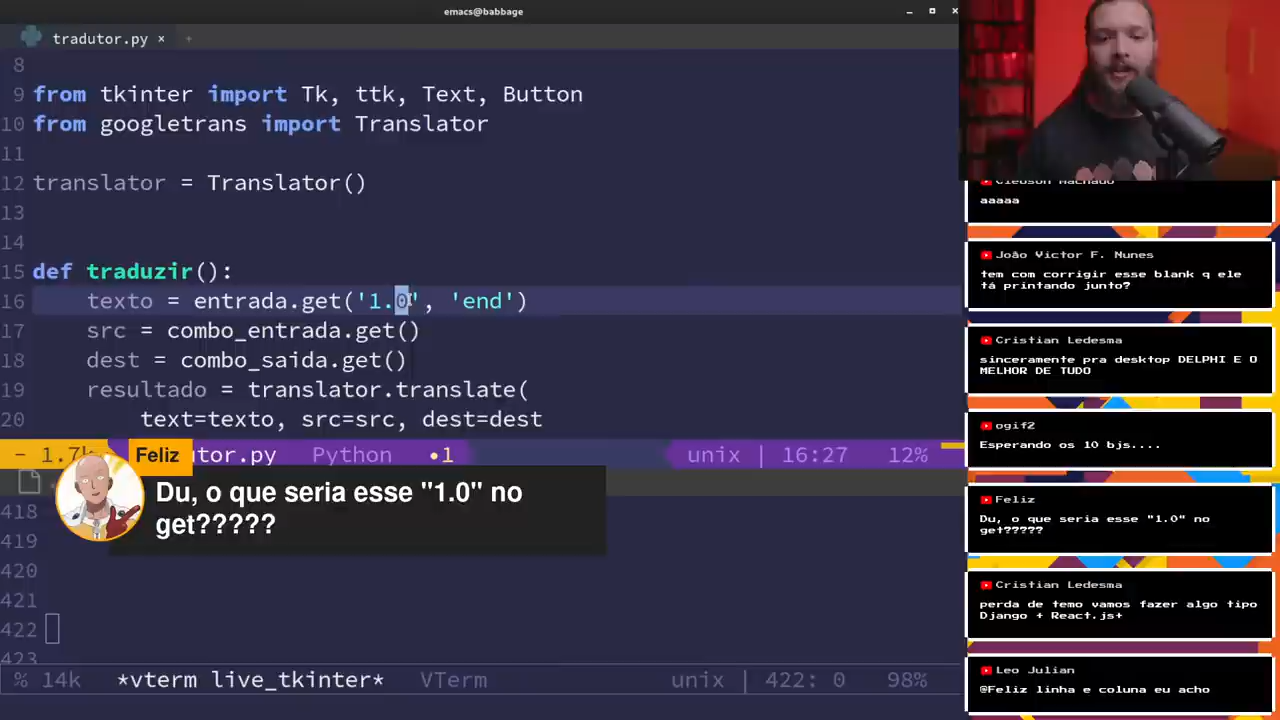 emacs@babbage
tradutor.py ×
8
9 from tkinter import Tk, ttk, Text, Button
10 from googletrans import Translator
11
12 translator = Translator()
13
14
15 def traduzir():
16 texto = entrada.get('1.0', 'end')
17 src = combo_entrada.get()
18 dest = combo_saida.get()
19 resultado = translator.translate(
20 text=texto, src=src, dest=dest
- 1.7k utor.py Python •1 unix | 16:27 12%
Feliz
Du, o que seria esse "1.0" no
get?????
418
419
420
421
422
423
% 14k *vterm live_tkinter* VTerm unix | 422: 0 98%
Clebson Machado
aaaaa
João Victor F. Nunes
tem com corrigir esse blank q ele
tá printando junto?
Cristian Ledesma
sinceramente pra desktop DELPHI E O
MELHOR DE TUDO
ogif2
Esperando os 10 bjs....
Feliz
Du, o que seria esse "1.0" no
get?????
Cristian Ledesma
perda de temo vamos fazer algo tipo
Django + React.js+
Leo Julian
@Feliz linha e coluna eu acho